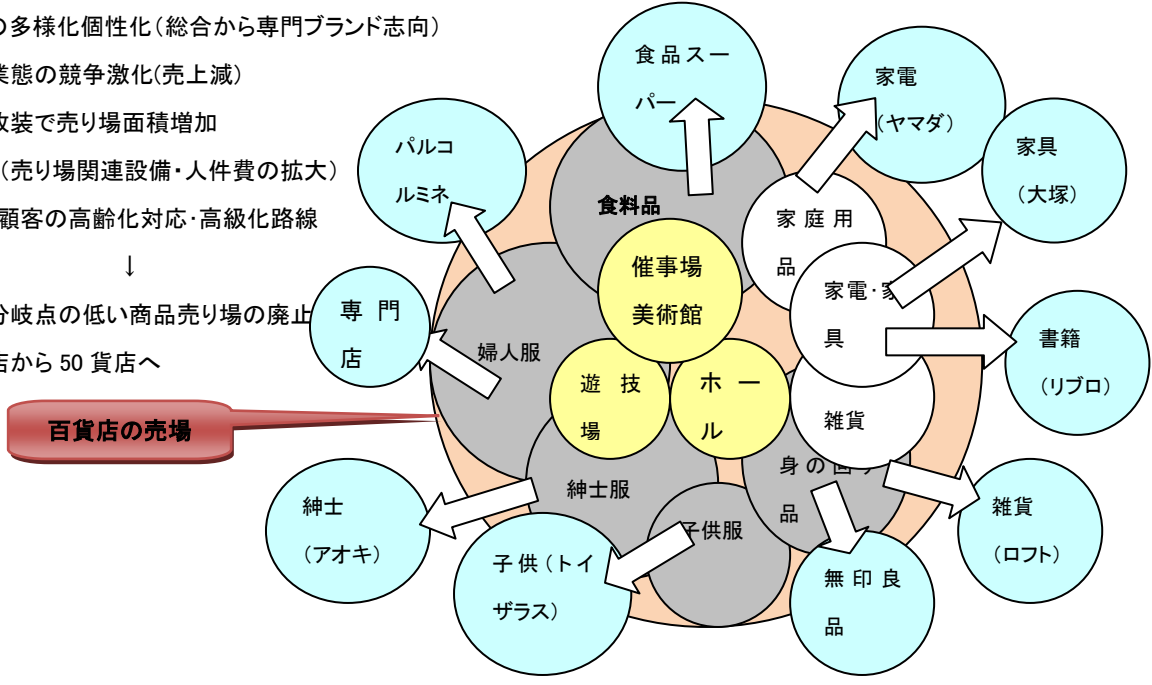 の多様化個性化(総合から専門ブランド志向)
業態の競争激化(売上減)
改装で売り場面積増加
(売り場関連設備・人件費の拡大)
顧客の高齢化対応・高級化路線
↓
分岐点の低い商品売り場の廃止
店から 50 貨店へ
百貨店の売場
食品スー
パー
家電
(ヤマダ)
家具
(大塚)
パルコ
ルミネ
食料品
家庭用
品
催事場
美術館
家電・家
具
専門
店
婦人服
書籍
(リブロ)
遊技
場
ホー
ル
雑貨
身の回り
品
紳士服
子供服
紳士
(アオキ)
子供(トイ
ザラス)
無印良
品
雑貨
(ロフト)